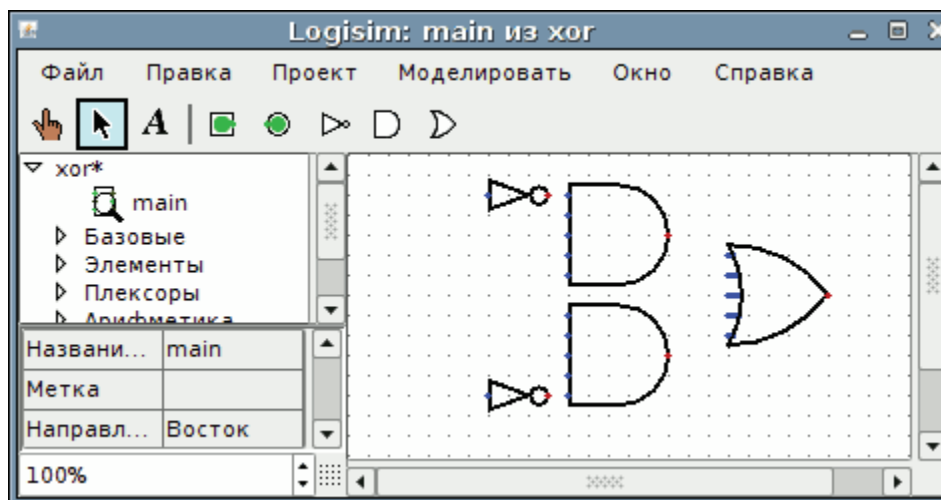 Logisim: main из xor
Файл Правка Проект Моделировать Окно Справка
A
xor*
main
Базовые
Элементы
Плексоры
Арифметика
Названи... main
Метка
Направл... Восток
100%